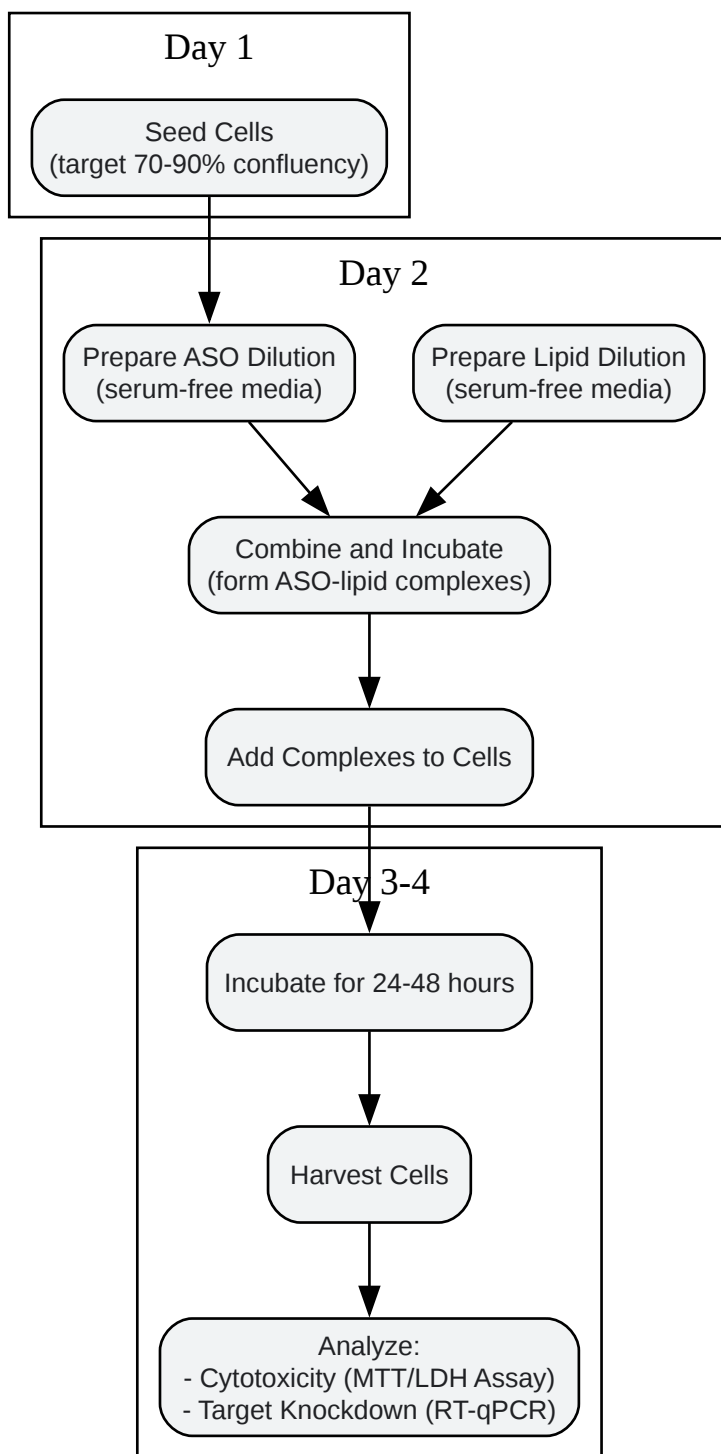 Day 1
Seed Cells
(target 70-90% confluency)
Day 2
Prepare ASO Dilution
(serum-free media)
Prepare Lipid Dilution
(serum-free media)
Combine and Incubate
(form ASO-lipid complexes)
Add Complexes to Cells
Day 3-4
Incubate for 24-48 hours
Harvest Cells
Analyze:
- Cytotoxicity (MTT/LDH Assay)
- Target Knockdown (RT-qPCR)